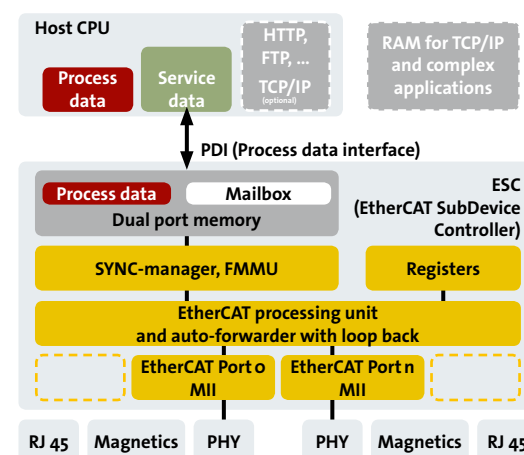 Host CPU
Process
data
Service
data
HTTP,
FTP, ...
TCP/IP
(optional)
RAM for TCP/IP
and complex
applications
PDI (Process data interface)
Process data
Mailbox
Dual port memory
ESC
(EtherCAT SubDevice
Controller)
SYNC-manager, FMMU
Registers
EtherCAT processing unit
and auto-forwarder with loop back
EtherCAT Port 0
MII
EtherCAT Port n
MII
RJ 45
Magnetics
PHY
PHY
Magnetics
RJ 45